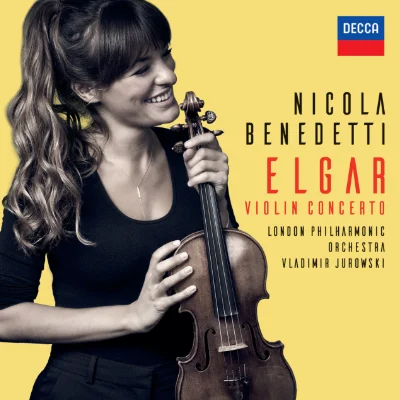 DECCA
NICOLA
BENEDETTI
ELGAR
VIOLIN CONCERTO
LONDON PHILHARMONIC
ORCHESTRA
VLADIMIR JUROWSKI